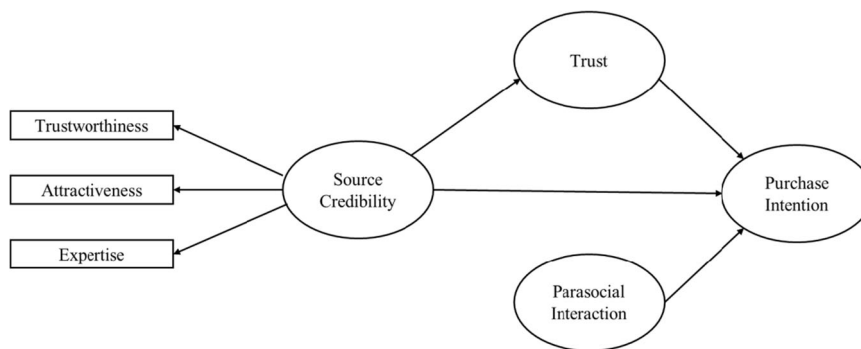 Trust
Trustworthiness
Attractiveness
Expertise
Source
Credibility
Purchase
Intention
Parasocial
Interaction